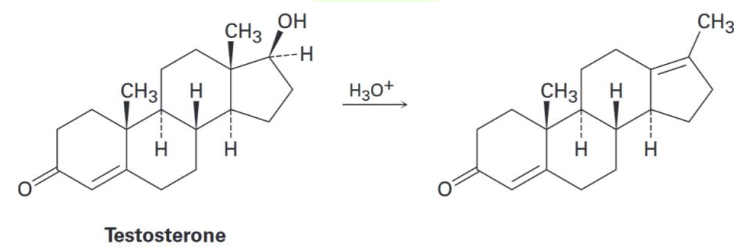 CH3 OH
H
CH3 H
H H
O
H3O+
CH3
CH3 H
H H
O
Testosterone